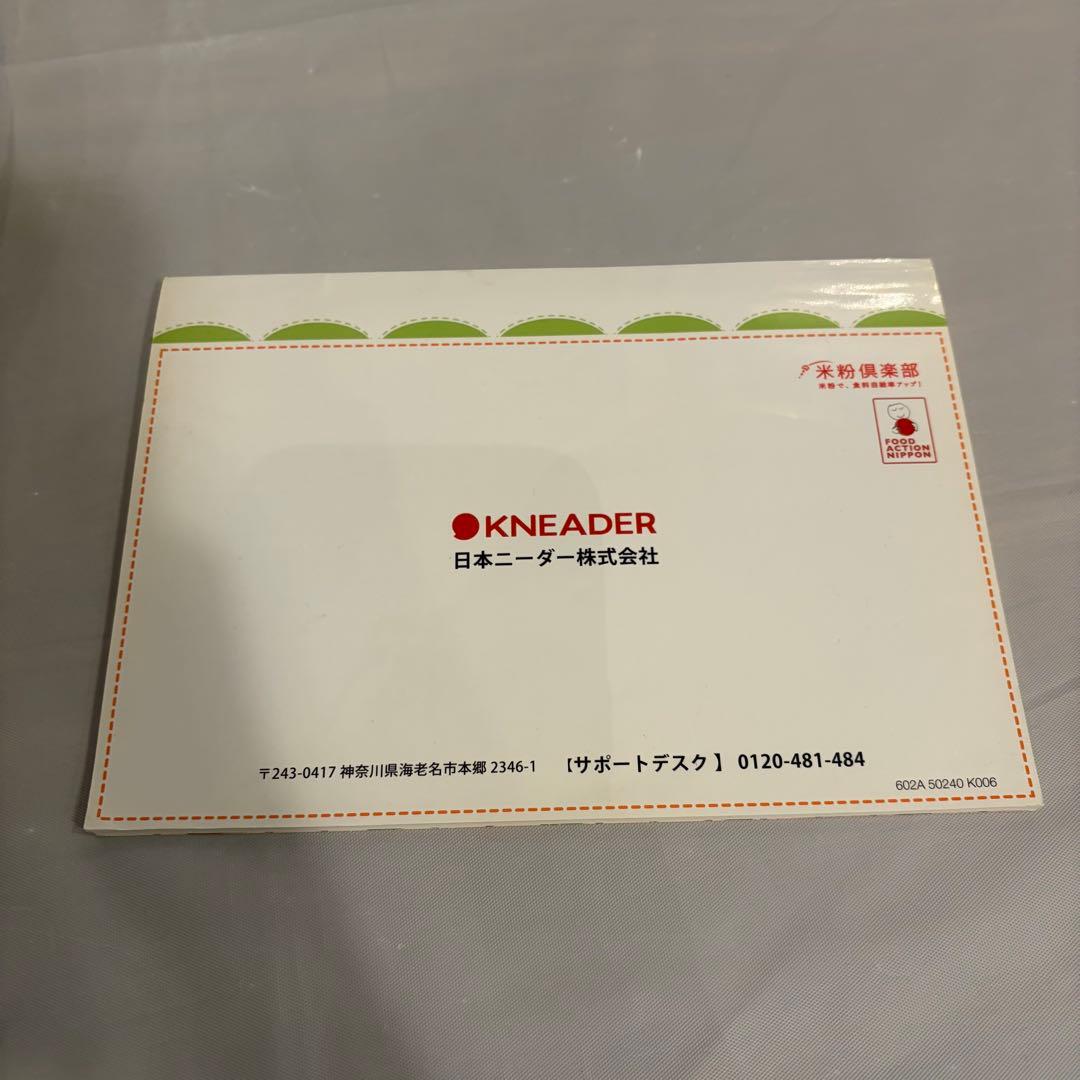 米粉倶楽部
米粉で、食料自給率アップ!
FOOD
ACTION
NIPPON
KNEADER
日本ニーダー株式会社
〒243-0417 神奈川県海老名市本郷 2346-1 【サポートデスク】 0120-481-484
602A 50240 K006